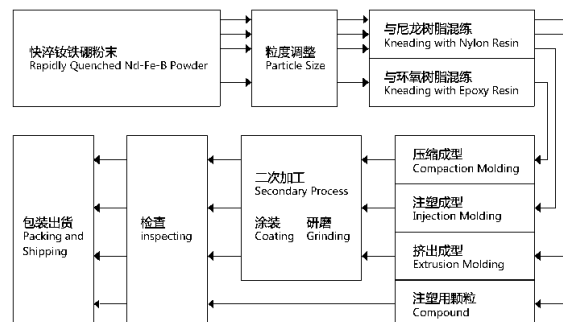 快淬钕铁硼粉末
Rapidly Quenched Nd-Fe-B Powder
粒度调整
Particle Size
与尼龙树脂混练
Kneading with Nylon Resin
与环氧树脂混练
Kneading with Epoxy Resin
压缩成型
Compaction Molding
注塑成型
Injection Molding
挤出成型
Extrusion Molding
注塑用颗粒
Compound
二次加工
Secondary Process
涂装 研磨
Coating Grinding
检查
inspecting
包装出货
Packing and
Shipping